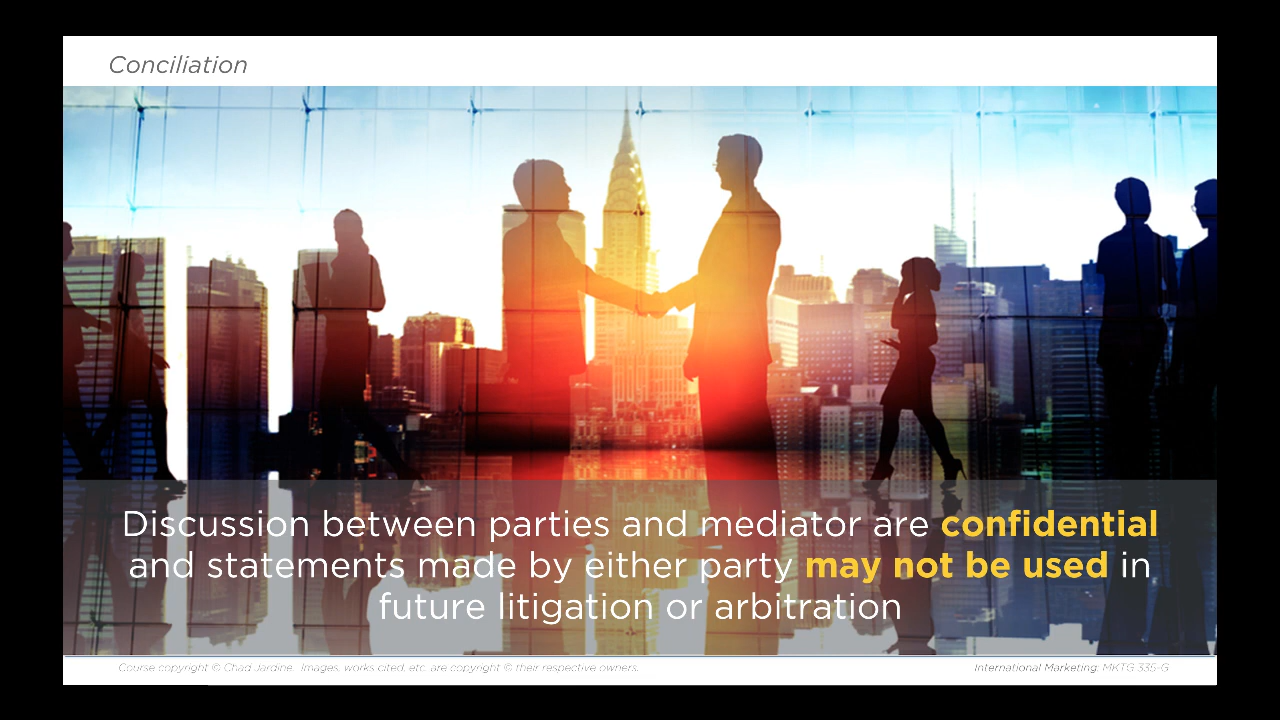 Conciliation
Discussion between parties and mediator are confidential
and statements made by either party may not be used in
future litigation or arbitration
Course copyright © Chad Jardine. Images, works cited, etc. are copyright © their respective owners.
International Marketing: MKTG 335-G